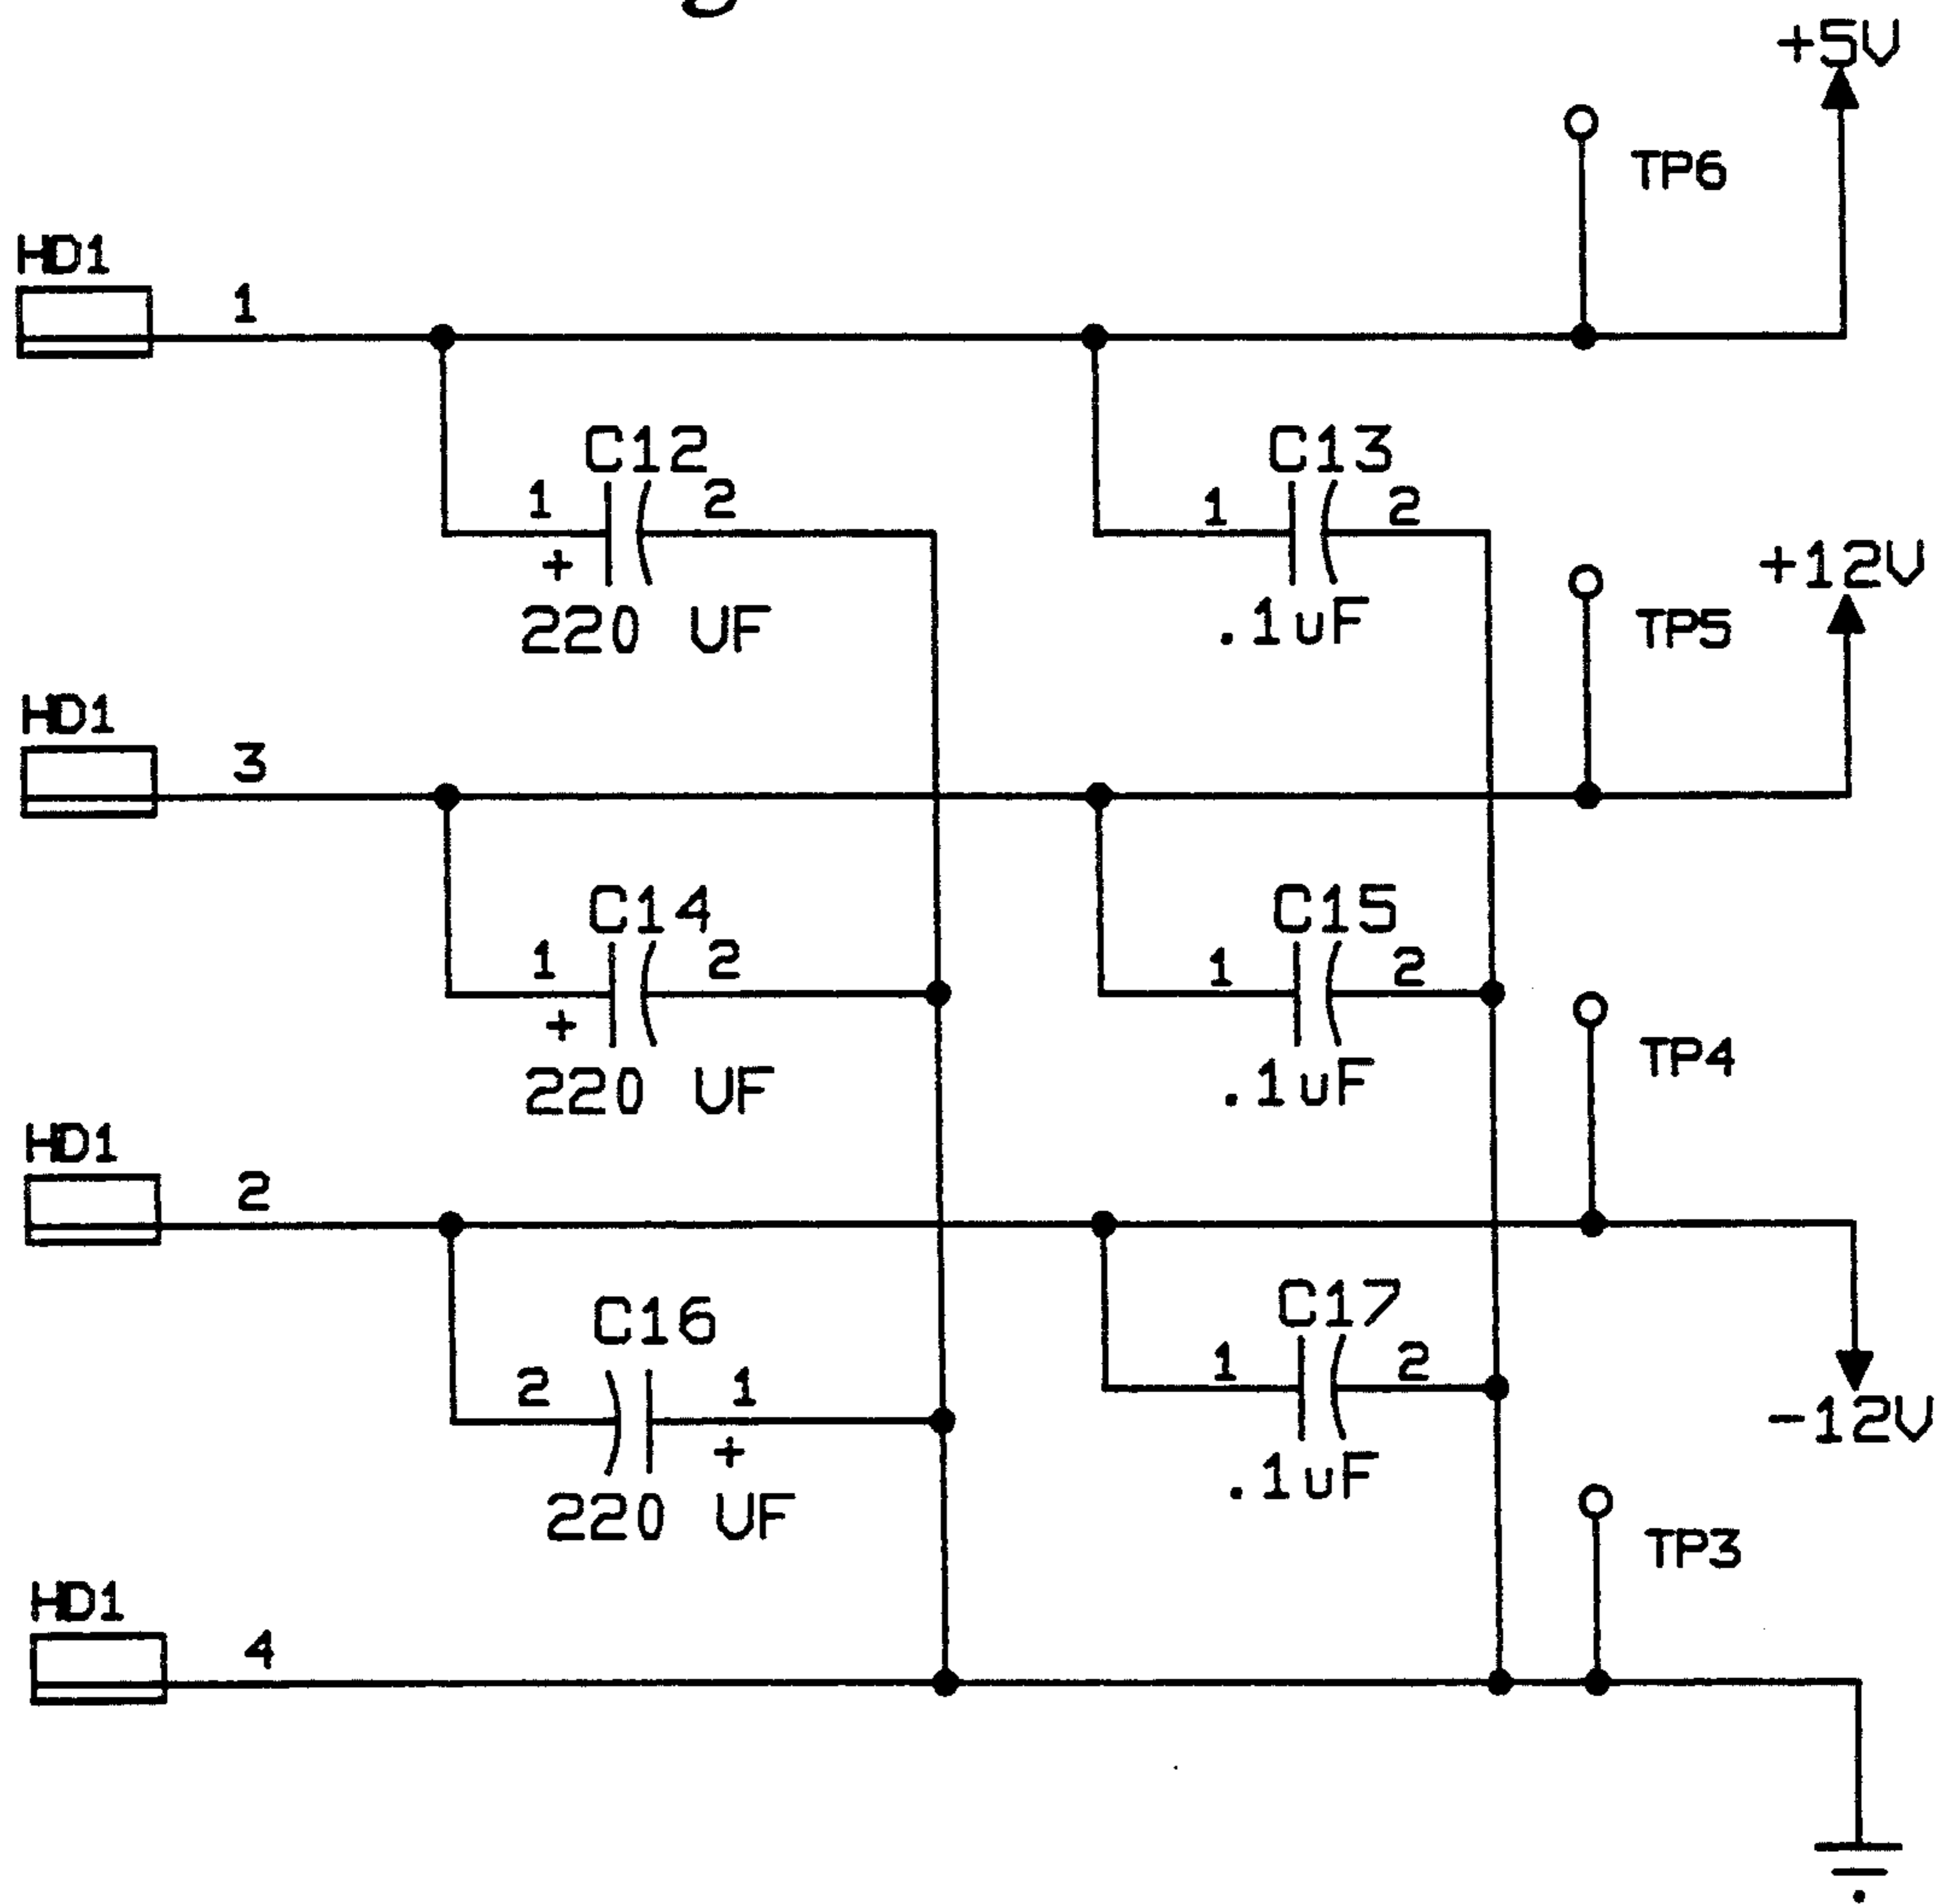 +5V
TP6
HD1
1
C12
1 2
+
220 UF
C13
1 2
.1uF
+12V
TP5
HD1
3
C14
1 2
+
220 UF
C15
1 2
.1uF
TP4
HD1
2
C16
2 1
+
220 UF
C17
1 2
.1uF
-12V
TP3
HD1
4